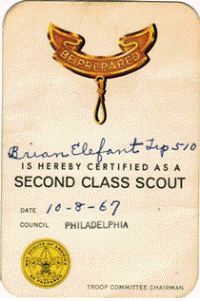 BE PREPARED
Brian Elefant Trp 510
IS HEREBY CERTIFIED AS A
SECOND CLASS SCOUT
DATE 10-8-67
COUNCIL PHILADELPHIA
TROOP COMMITTEE CHAIRMAN